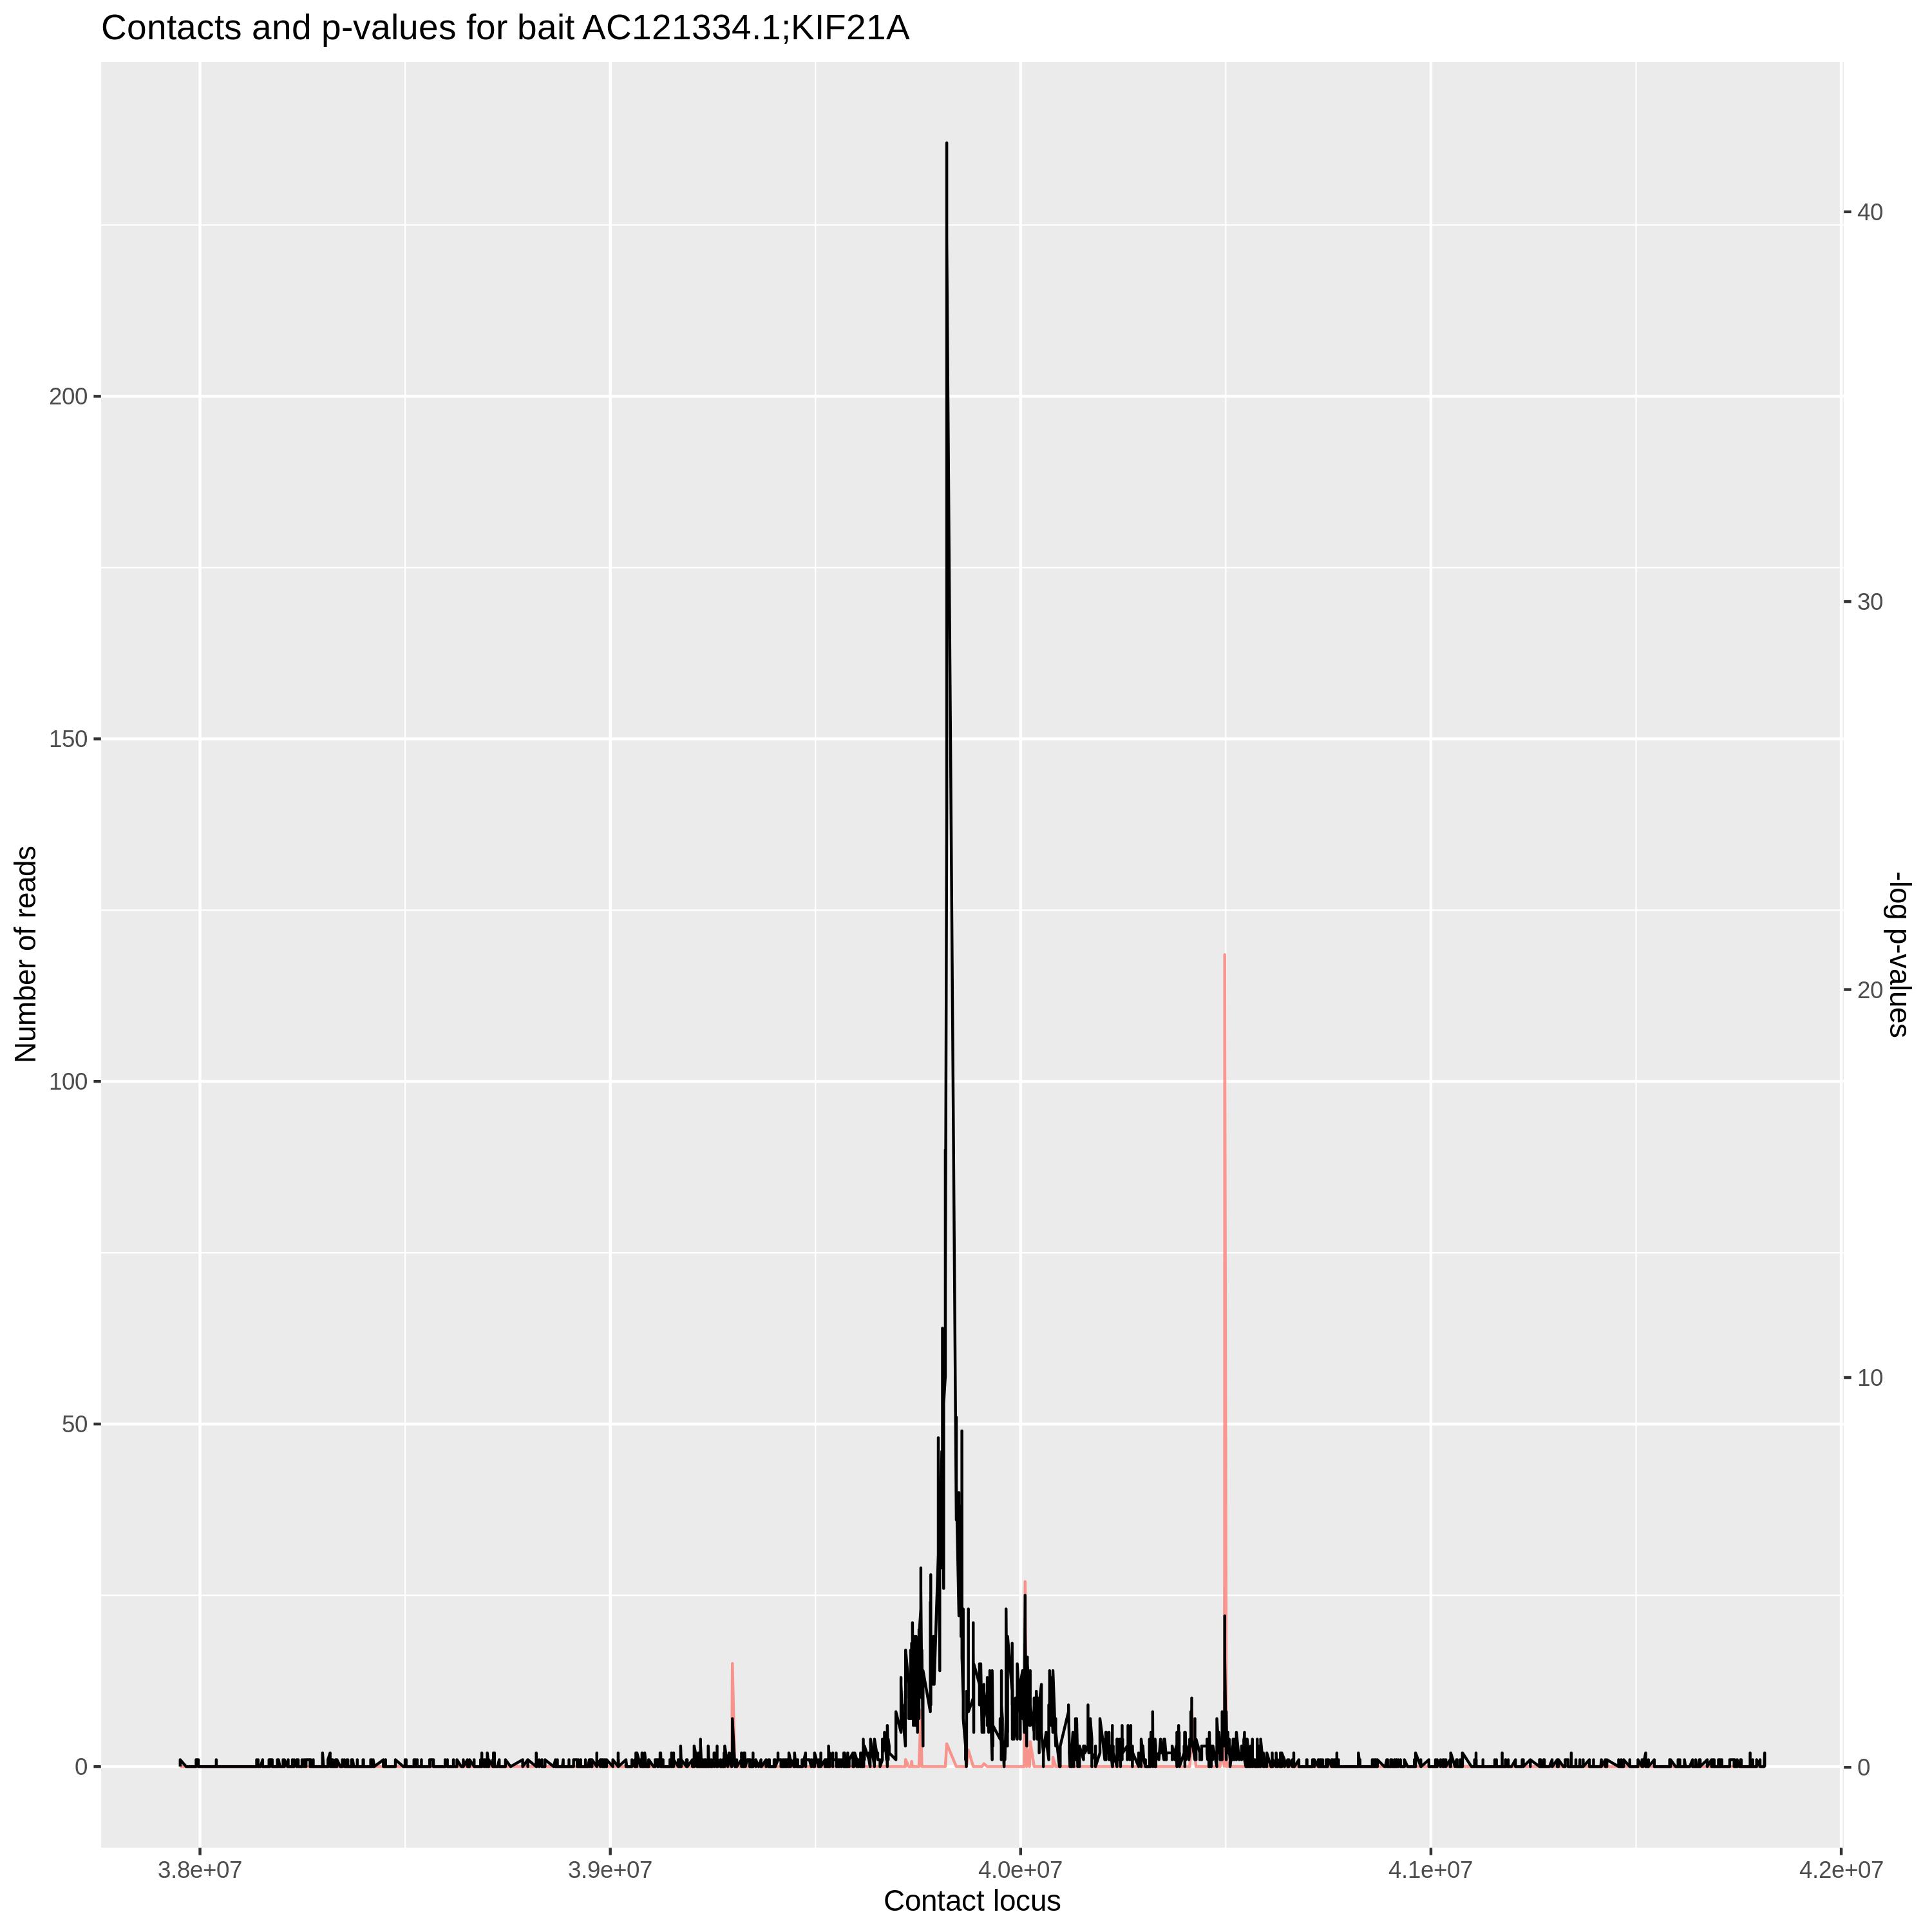 Contacts and p-values for bait AC121334.1;KIF21A
Number of reads
200
150
100
50
0
40
30
20
10
0
-log p-values
3.8e+07
3.9e+07
4.0e+07
4.1e+07
4.2e+07
Contact locus